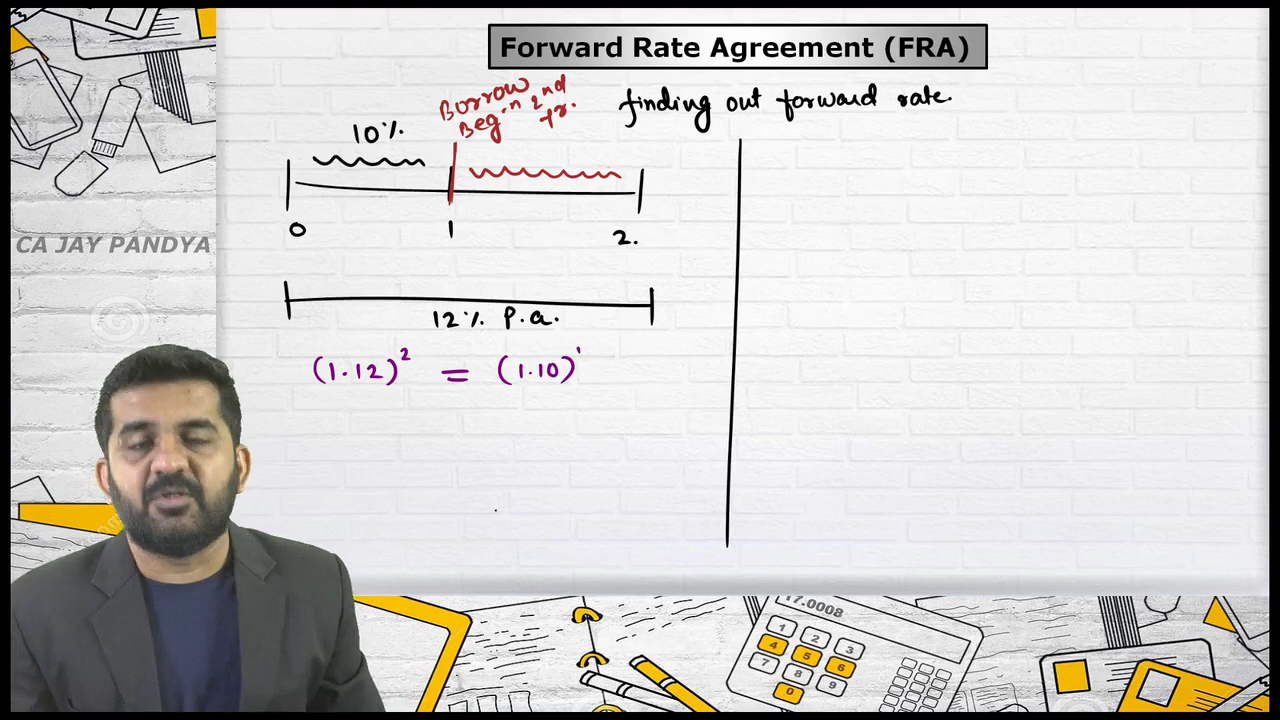 Forward Rate Agreement (FRA)
Borrow
Beg'n 2nd
Yr.
finding out forward rate.
10%
0 1 2.
CA JAY PANDYA
12% P.a.
(1.12)² = (1.10)¹
17.0008
1 2 3
4 5 6
7 8 9
0